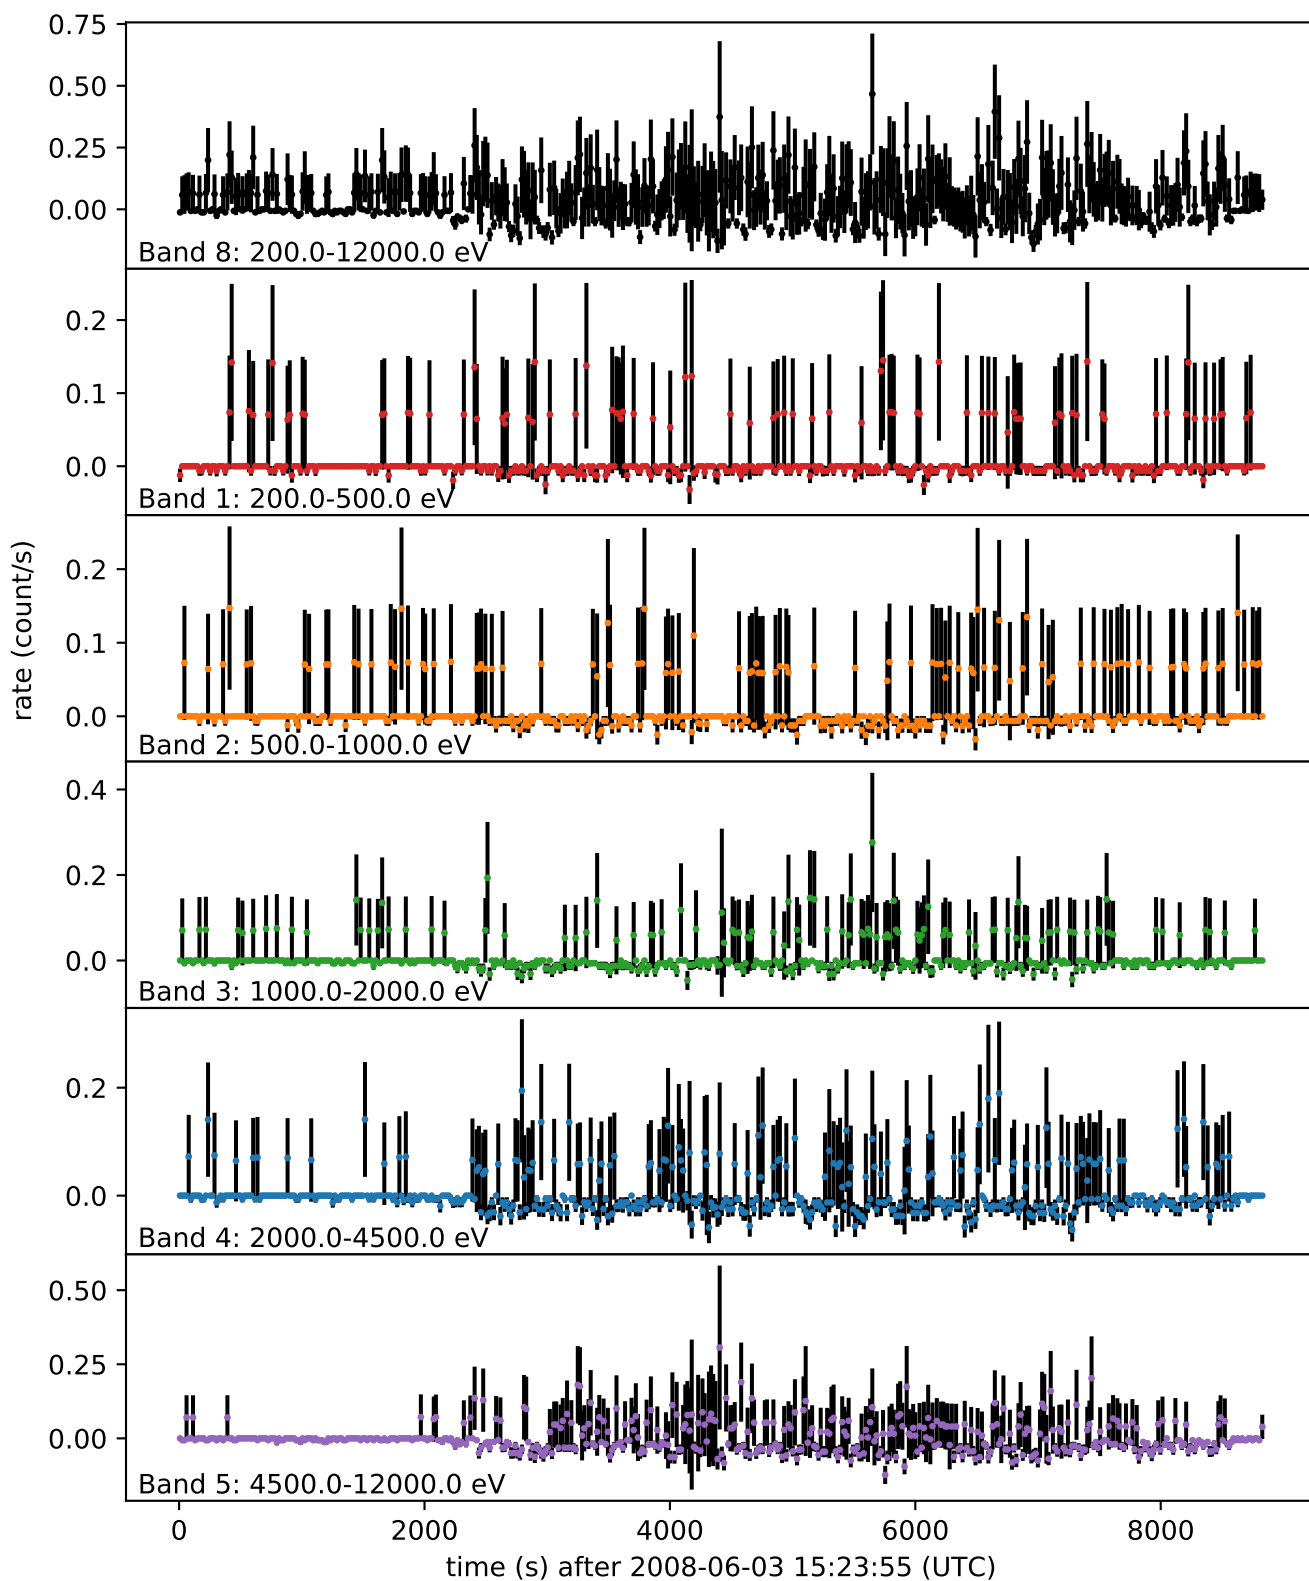 0.75
0.50
0.25
0.00
Band 8: 200.0-12000.0 eV
0.2
0.1
0.0
Band 1: 200.0-500.0 eV
0.2
0.1
0.0
Band 2: 500.0-1000.0 eV
rate (count/s)
0.4
0.2
0.0
Band 3: 1000.0-2000.0 eV
0.2
0.0
Band 4: 2000.0-4500.0 eV
0.50
0.25
0.00
Band 5: 4500.0-12000.0 eV
0 2000 4000 6000 8000
time (s) after 2008-06-03 15:23:55 (UTC)